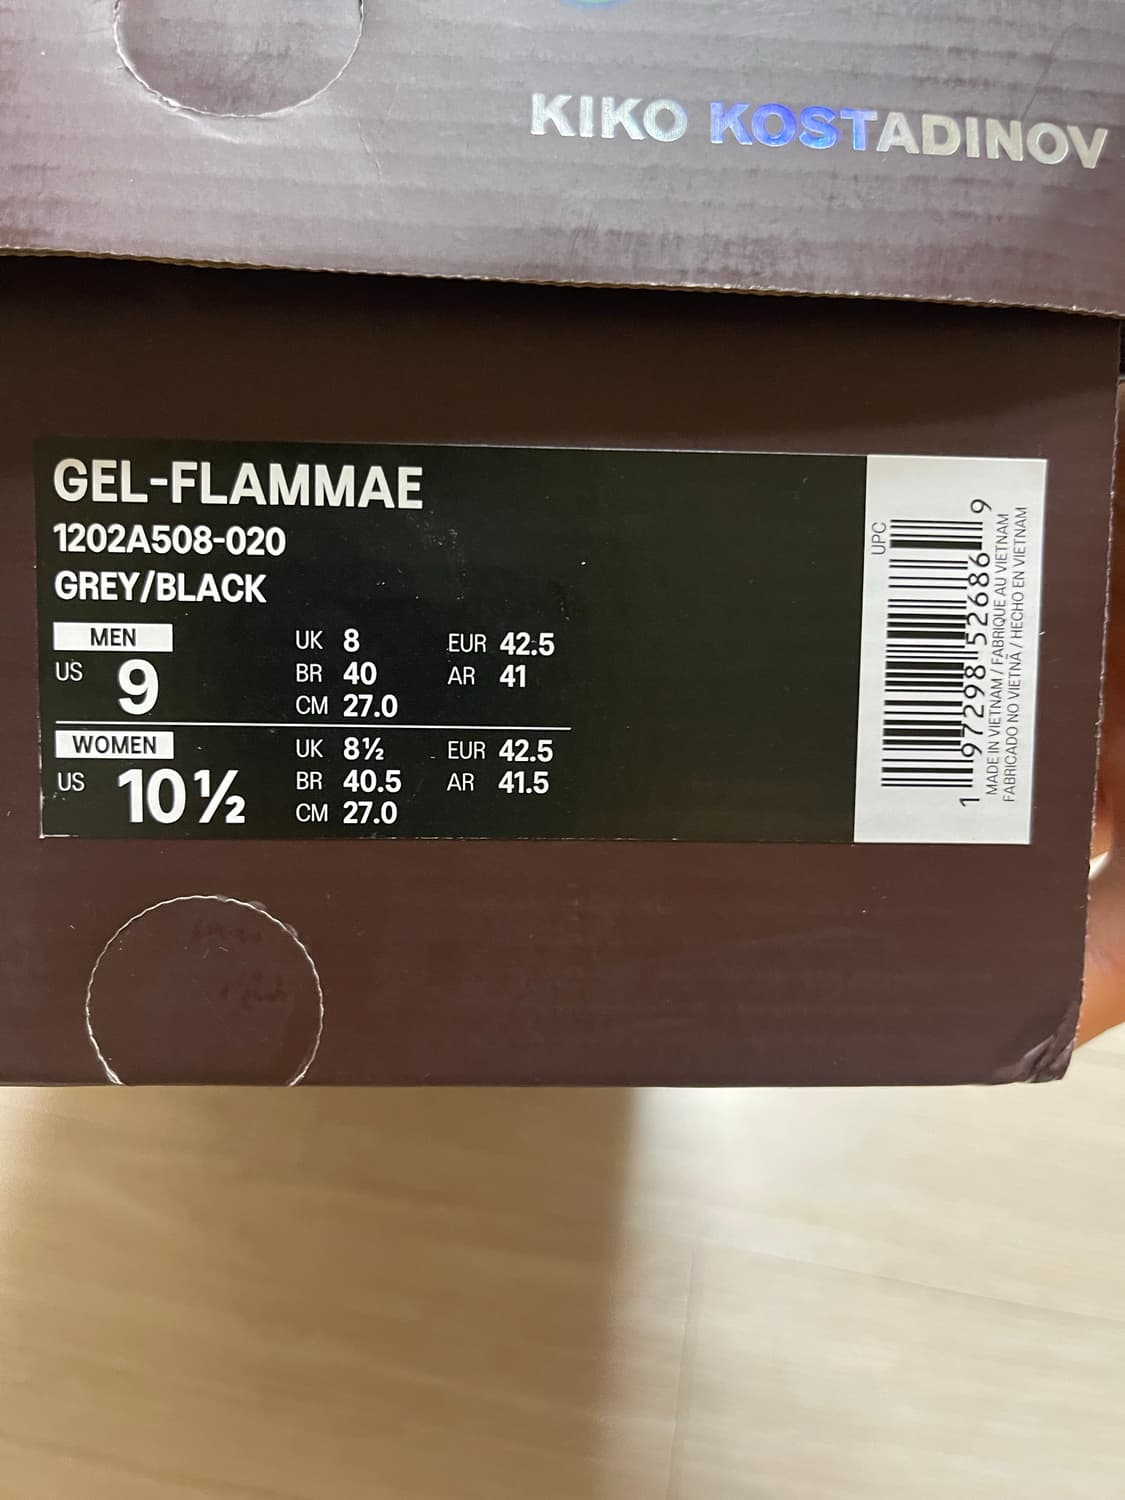 KIKO KOSTADINOV
GEL-FLAMMAE
1202A508-020
GREY/BLACK
MEN
US 9
UK 8 EUR 42.5
BR 40 AR 41
CM 27.0
WOMEN
US 10½
UK 8½ EUR 42.5
BR 40.5 AR 41.5
CM 27.0
UPC
1 97298 52686 9
MADE IN VIETNAM / FABRIQUE AU VIETNAM
FABRICADO NO VIETNÃ / HECHO EN VIETNAM